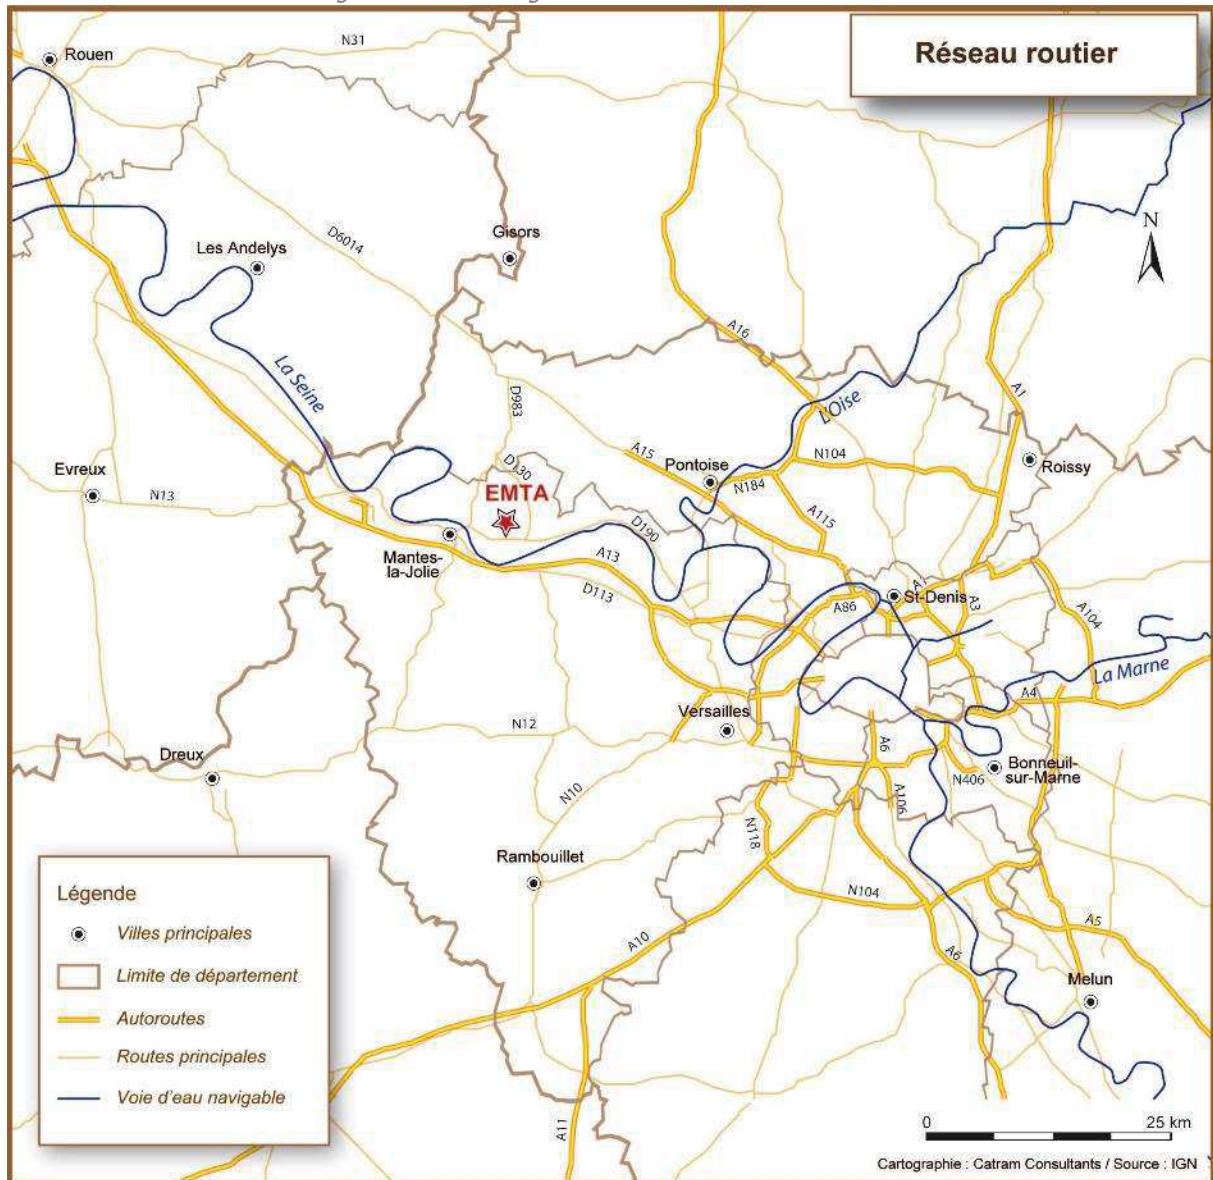 Réseau routier
Rouen
N31
D6014
Gisors
Les Andelys
N
A16
La Seine
D983
L'Oise
A1
A15
N104
Evreux
D130
Pontoise
Roissy
N13
EMTA
N184
D190
A115
Mantes-
la-Jolie
A13
D113
St-Denis
A86
A3
A104
La Marne
A4
Versailles
N12
A6
Dreux
Bonneuil-
sur-Marne
N406
N10
A106
N118
Rambouillet
N104
Légende
Villes principales
A10
A5
A6
Limite de département
Melun
Autoroutes
Routes principales
Voie d'eau navigable
A11
0 25 km
Cartographie : Catram Consultants / Source : IGN